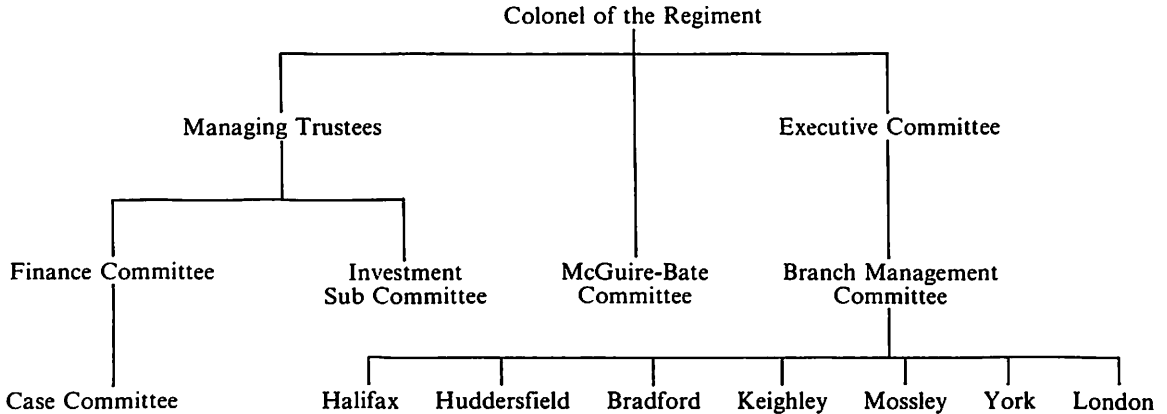 Colonel of the Regiment
Managing Trustees
Executive Committee
Finance Committee
Investment
Sub Committee
McGuire-Bate
Committee
Branch Management
Committee
Case Committee
Halifax
Huddersfield
Bradford
Keighley
Mossley
York
London